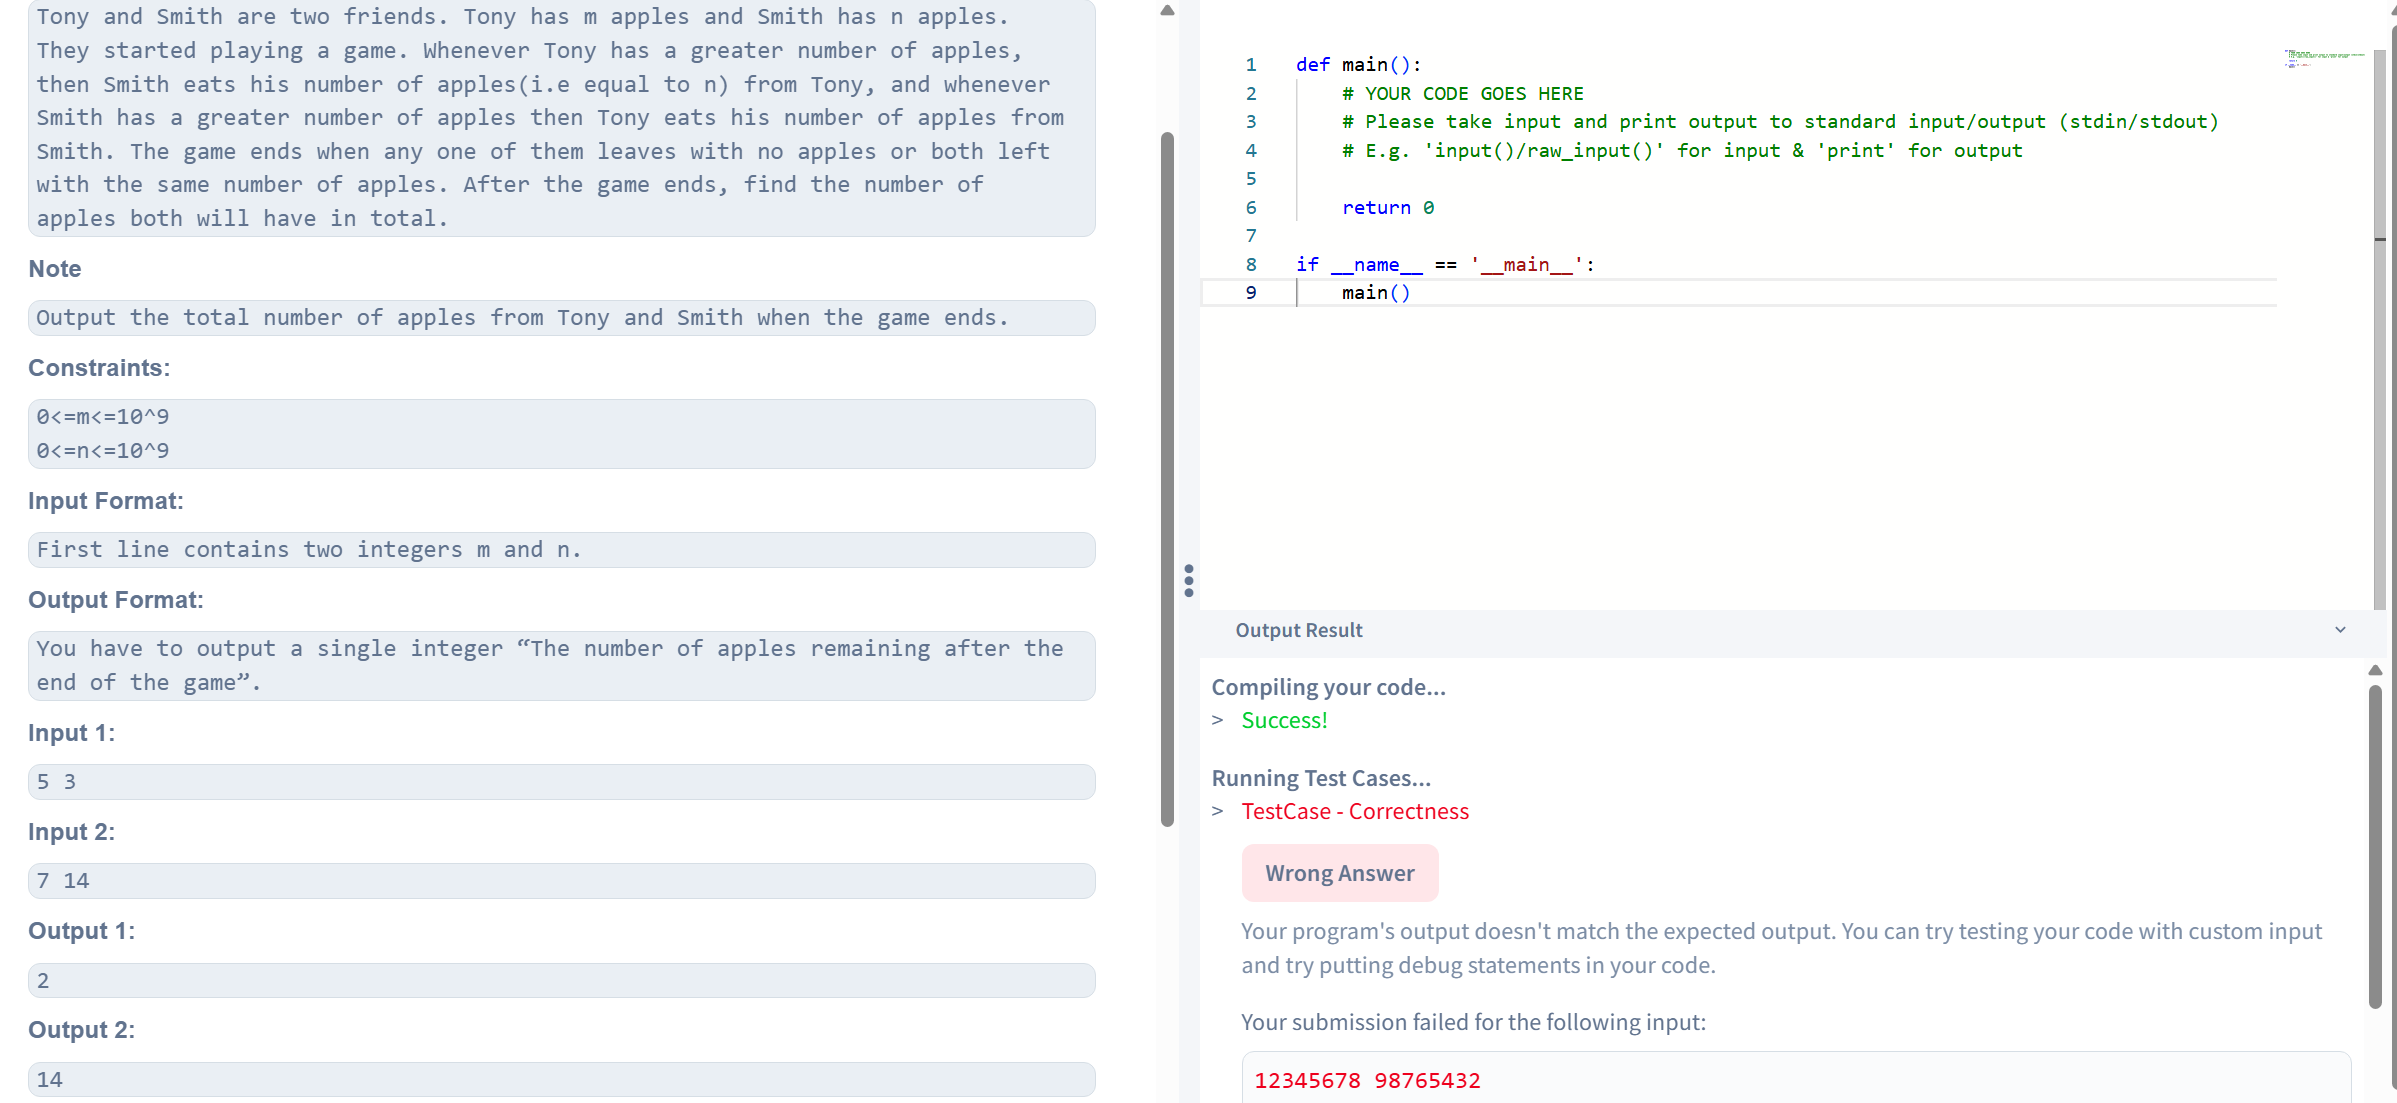 Tony and Smith are two friends. Tony has m apples and Smith has n apples.
They started playing a game. Whenever Tony has a greater number of apples,
then Smith eats his number of apples(i.e equal to n) from Tony, and whenever
Smith has a greater number of apples then Tony eats his number of apples from
Smith. The game ends when any one of them leaves with no apples or both left
with the same number of apples. After the game ends, find the number of
apples both will have in total.
Note
Output the total number of apples from Tony and Smith when the game ends.
Constraints:
0<=m<=10^9
0<=n<=10^9
Input Format:
First line contains two integers m and n.
Output Format:
You have to output a single integer “The number of apples remaining after the
end of the game”.
Input 1:
5 3
Input 2:
7 14
Output 1:
2
Output 2:
14
1 def main():
2 # YOUR CODE GOES HERE
3 # Please take input and print output to standard input/output (stdin/stdout)
4 # E.g. 'input()/raw_input()' for input & 'print' for output
5
6 return 0
7
8 if __name__ == '__main__':
9 main()
Output Result
Compiling your code...
> Success!
Running Test Cases...
> TestCase - Correctness
Wrong Answer
Your program's output doesn't match the expected output. You can try testing your code with custom input
and try putting debug statements in your code.
Your submission failed for the following input:
12345678 98765432